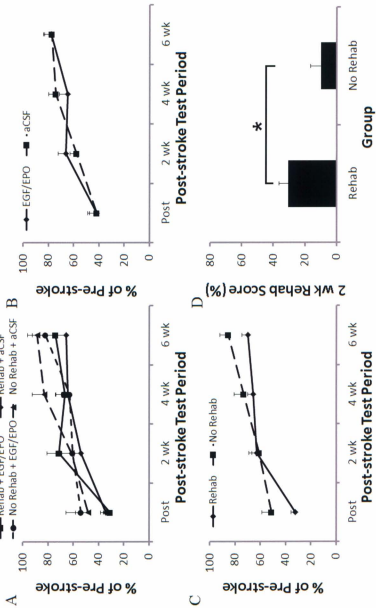 A
Rehab + EGF/EPO
Rehab + aCSF
No Rehab + EGF/EPO
No Rehab + aCSF
% of Pre-stroke
100
80
60
40
20
0
Post
2 wk
4 wk
6 wk
Post-stroke Test Period
B
EGF/EPO
aCSF
% of Pre-stroke
100
80
60
40
20
0
Post
2 wk
4 wk
6 wk
Post-stroke Test Period
C
Rehab
No Rehab
% of Pre-stroke
100
80
60
40
20
0
Post
2 wk
4 wk
6 wk
Post-stroke Test Period
D
2 wk Rehab Score (%)
80
60
40
20
0
*
Rehab
No Rehab
Group